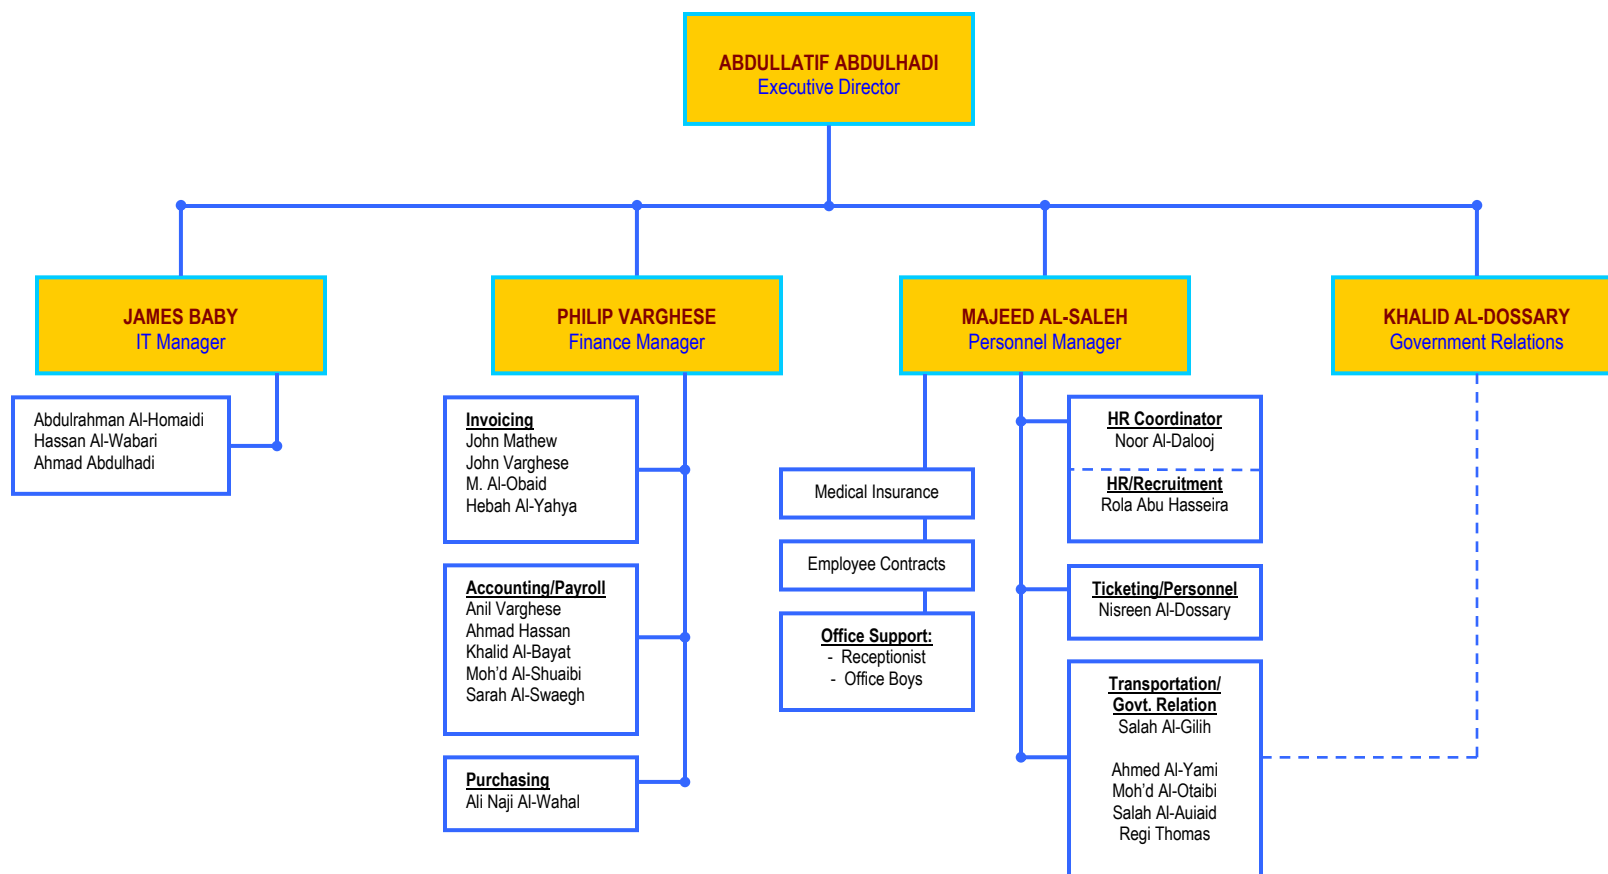 ABDULLATIF ABDULHADI
Executive Director
JAMES BABY
IT Manager
PHILIP VARGHESE
Finance Manager
MAJEED AL-SALEH
Personnel Manager
KHALID AL-DOSSARY
Government Relations
Abdulrahman Al-Homaidi
Hassan Al-Wabari
Ahmad Abdulhadi
Invoicing
John Mathew
John Varghese
M. Al-Obaid
Hebah Al-Yahya
Accounting/Payroll
Anil Varghese
Ahmad Hassan
Khalid Al-Bayat
Moh’d Al-Shuaibi
Sarah Al-Swaegh
Purchasing
Ali Naji Al-Wahal
Medical Insurance
Employee Contracts
Office Support:
- Receptionist
- Office Boys
HR Coordinator
Noor Al-Dalooj
HR/Recruitment
Rola Abu Hasseira
Ticketing/Personnel
Nisreen Al-Dossary
Transportation/
Govt. Relation
Salah Al-Gilih
Ahmed Al-Yami
Moh’d Al-Otaibi
Salah Al-Auiaid
Regi Thomas